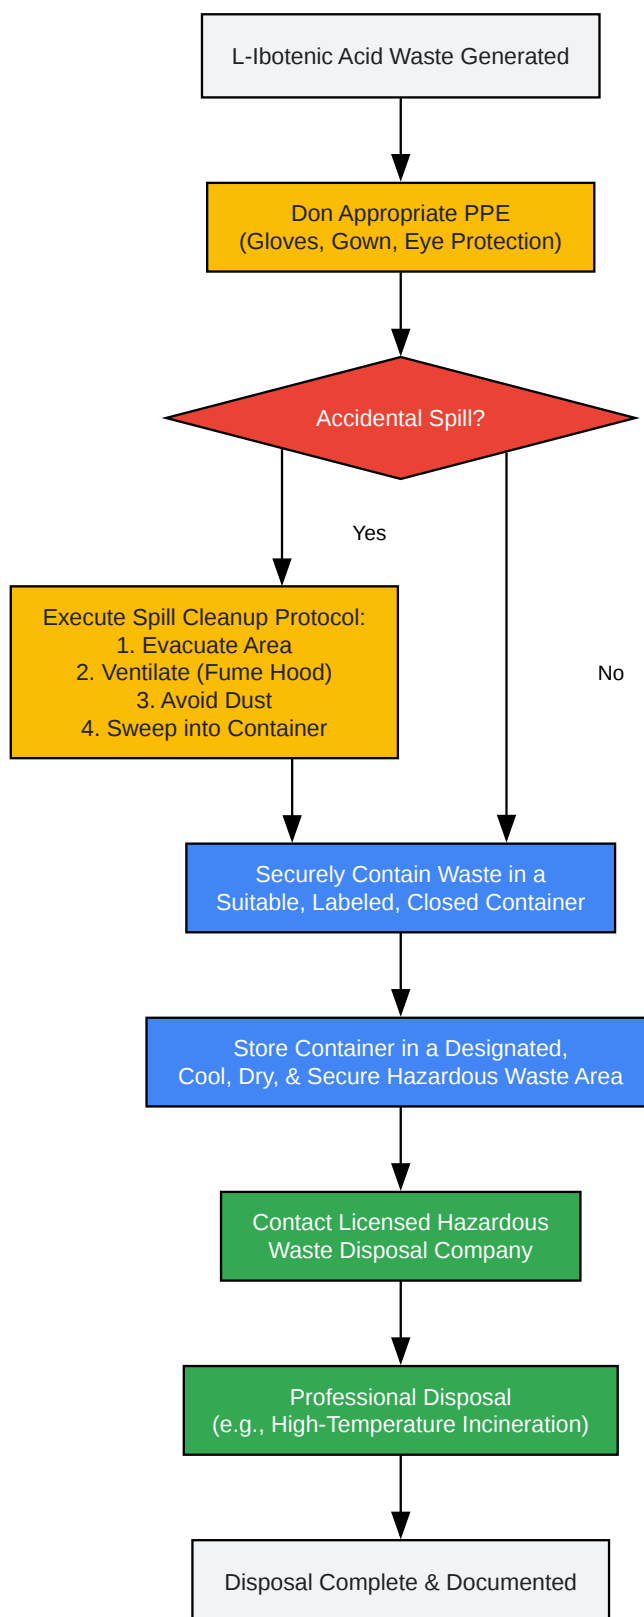 L-Ibotenic Acid Waste Generated
Don Appropriate PPE
(Gloves, Gown, Eye Protection)
Accidental Spill?
Yes
Execute Spill Cleanup Protocol:
1. Evacuate Area
2. Ventilate (Fume Hood)
3. Avoid Dust
4. Sweep into Container
No
Securely Contain Waste in a
Suitable, Labeled, Closed Container
Store Container in a Designated,
Cool, Dry, & Secure Hazardous Waste Area
Contact Licensed Hazardous
Waste Disposal Company
Professional Disposal
(e.g., High-Temperature Incineration)
Disposal Complete & Documented